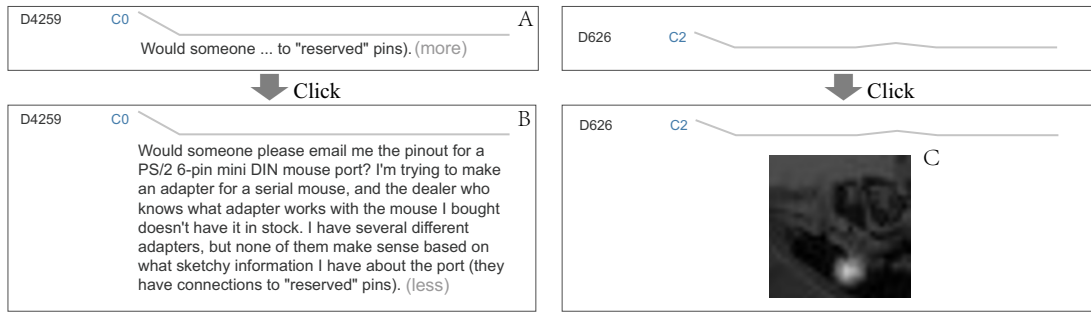 D4259 C0 A
Would someone ... to "reserved" pins). (more)
Click
D4259 C0 B
Would someone please email me the pinout for a
PS/2 6-pin mini DIN mouse port? I'm trying to make
an adapter for a serial mouse, and the dealer who
knows what adapter works with the mouse I bought
doesn't have it in stock. I have several different
adapters, but none of them make sense based on
what sketchy information I have about the port (they
have connections to "reserved" pins). (less)
D626 C2
Click
D626 C2
C